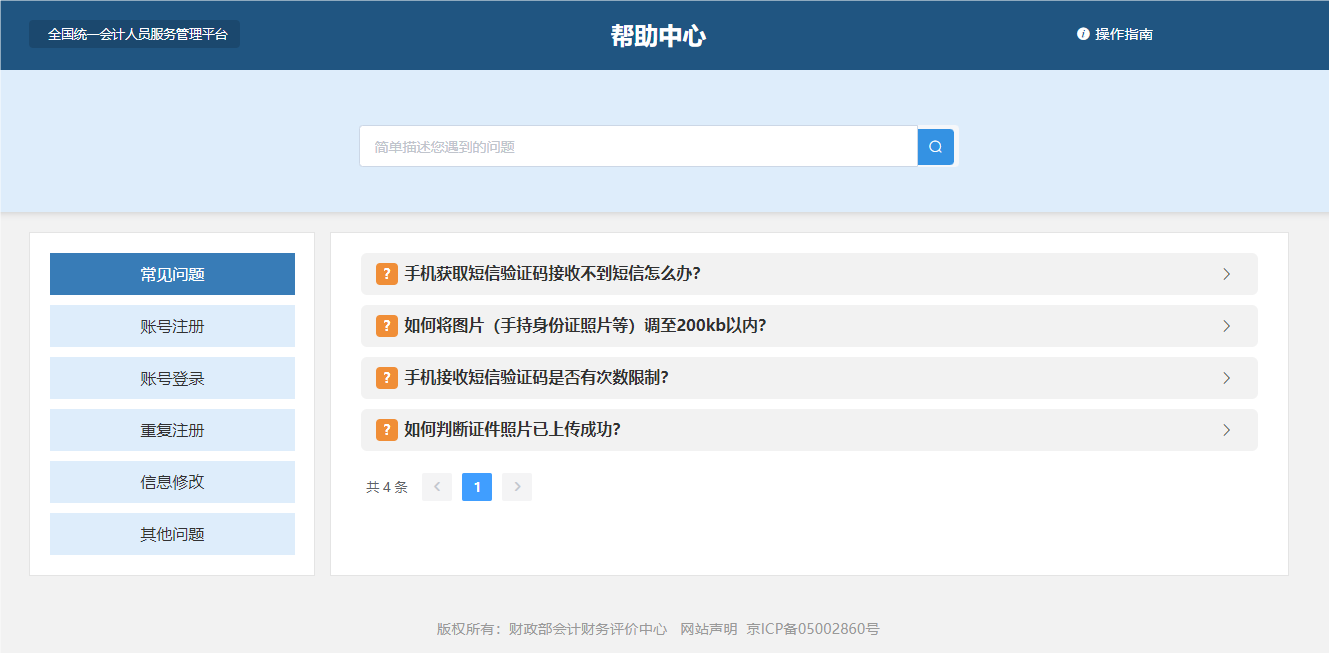 全国统一会计人员服务管理平台
帮助中心
操作指南
简单描述您遇到的问题
常见问题
账号注册
账号登录
重复注册
信息修改
其他问题
? 手机获取短信验证码接收不到短信怎么办?
? 如何将图片（手持身份证照片等）调至200kb以内?
? 手机接收短信验证码是否有次数限制?
? 如何判断证件照片已上传成功?
共 4 条 1
版权所有：财政部会计财务评价中心 网站声明 京ICP备05002860号